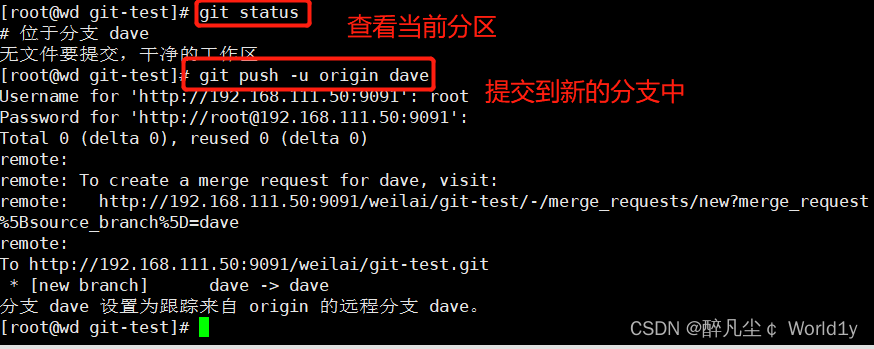 [root@wd git-test]# git status
查看当前分区
# 位于分支 dave
无文件要提交，干净的工作区
[root@wd git-test]# git push -u origin dave
提交到新的分支中
Username for 'http://192.168.111.50:9091': root
Password for 'http://root@192.168.111.50:9091':
Total 0 (delta 0), reused 0 (delta 0)
remote:
remote: To create a merge request for dave, visit:
remote:   http://192.168.111.50:9091/weilai/git-test/-/merge_requests/new?merge_request
%5Bsource_branch%5D=dave
remote:
To http://192.168.111.50:9091/weilai/git-test.git
 * [new branch]      dave -> dave
分支 dave 设置为跟踪来自 origin 的远程分支 dave。
[root@wd git-test]#
CSDN @醉凡尘￠ World1y